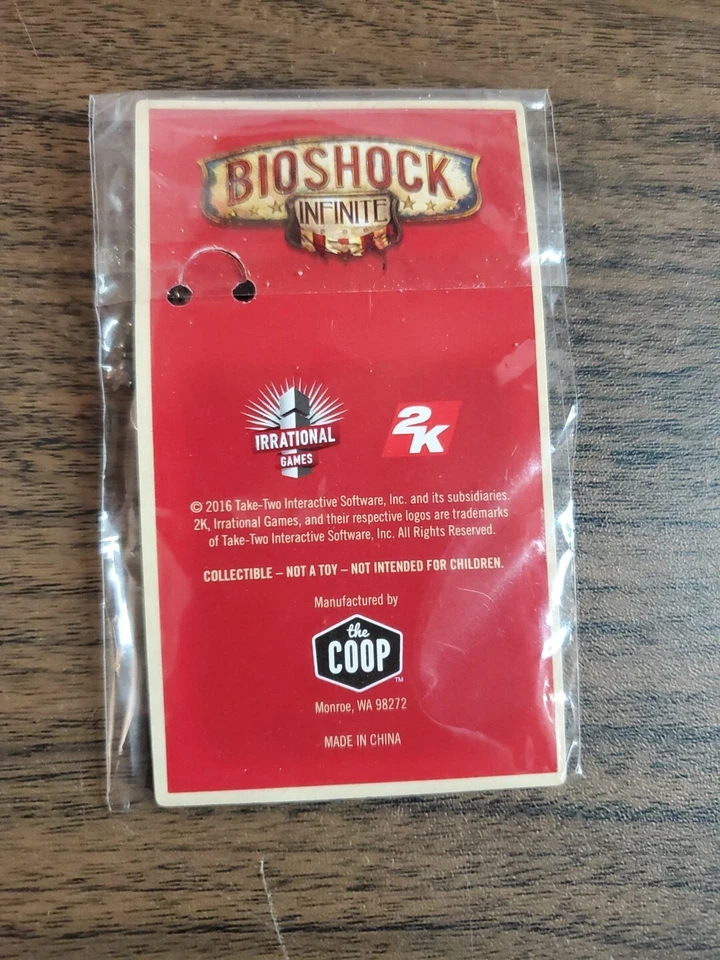 BIOSHOCK
INFINITE
IRRATIONAL
GAMES
2K
© 2016 Take-Two Interactive Software, Inc. and its subsidiaries.
2K, Irrational Games, and their respective logos are trademarks
of Take-Two Interactive Software, Inc. All Rights Reserved.
COLLECTIBLE – NOT A TOY – NOT INTENDED FOR CHILDREN.
Manufactured by
the
COOP
TM
Monroe, WA 98272
MADE IN CHINA